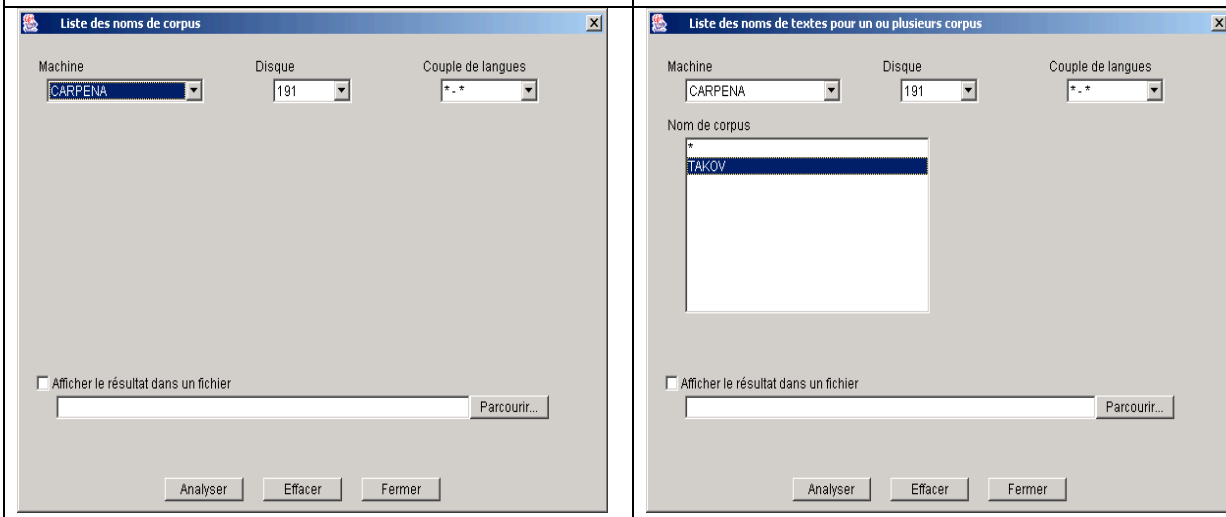 Liste des noms de corpus
Machine Disque Couple de langues
CARPENA 191 *-*
Afficher le résultat dans un fichier
Parcourir...
Analyser Effacer Fermer
Liste des noms de textes pour un ou plusieurs corpus
Machine Disque Couple de langues
CARPENA 191 *-*
Nom de corpus
*
TAKOV
Afficher le résultat dans un fichier
Parcourir...
Analyser Effacer Fermer